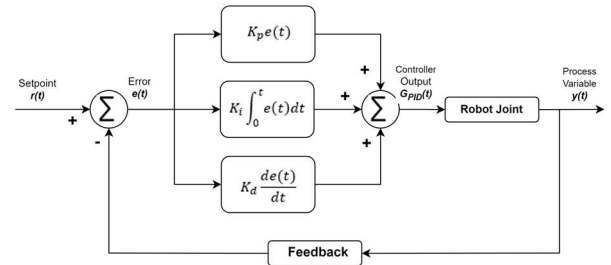 Setpoint
r(t)
+
-
∑
Error
e(t)
K_p e(t)
K_i ∫_0^t e(t)dt
K_d de(t)/dt
+
+
+
∑
Controller
Output
G_PID(t)
Robot Joint
Process
Variable
y(t)
Feedback